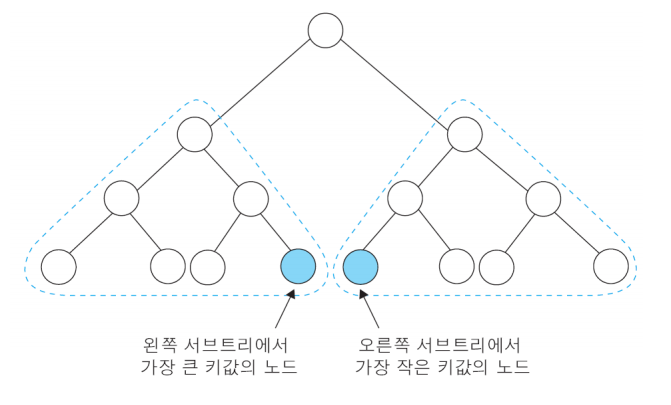 왼쪽 서브트리에서
가장 큰 키값의 노드
오른쪽 서브트리에서
가장 작은 키값의 노드